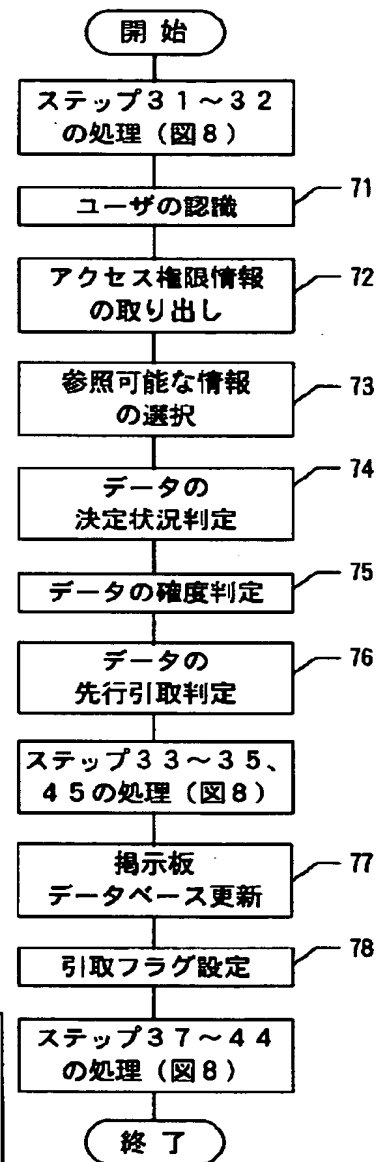 開 始
ステップ31～32
の処理（図8）
ユーザの認識
71
アクセス権限情報
の取り出し
72
参照可能な情報
の選択
73
データの
決定状況判定
74
データの確度判定
75
データの
先行引取判定
76
ステップ33～35、
45の処理（図8）
掲示板
データベース更新
77
引取フラグ設定
78
ステップ37～44
の処理（図8）
終 了